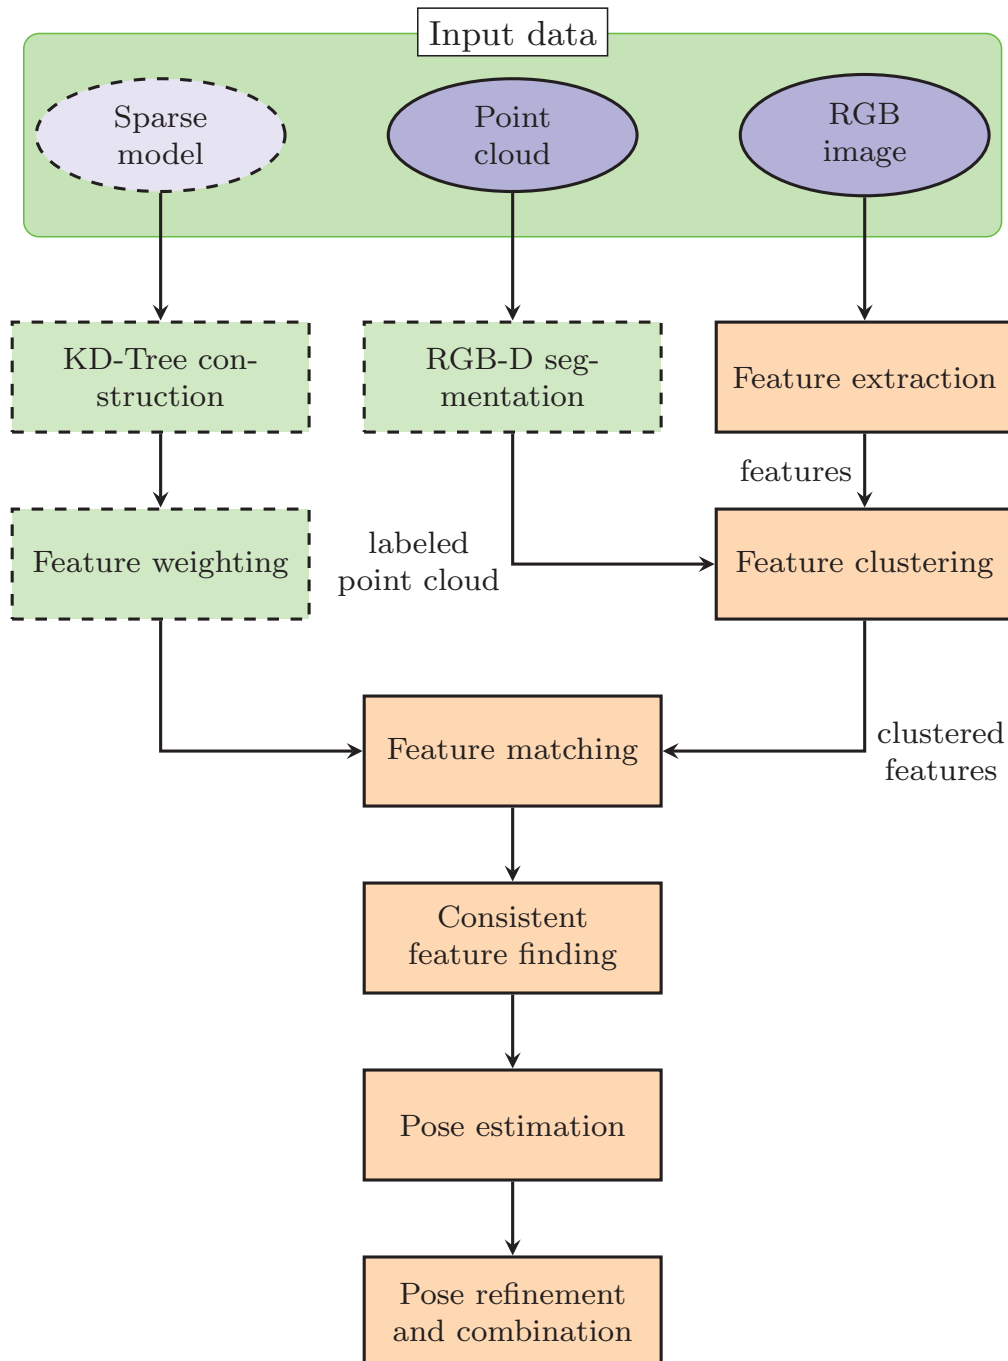 Input data
Sparse
model
Point
cloud
RGB
image
KD-Tree con-
struction
RGB-D seg-
mentation
Feature extraction
features
Feature weighting
labeled
point cloud
Feature clustering
Feature matching
clustered
features
Consistent
feature finding
Pose estimation
Pose refinement
and combination